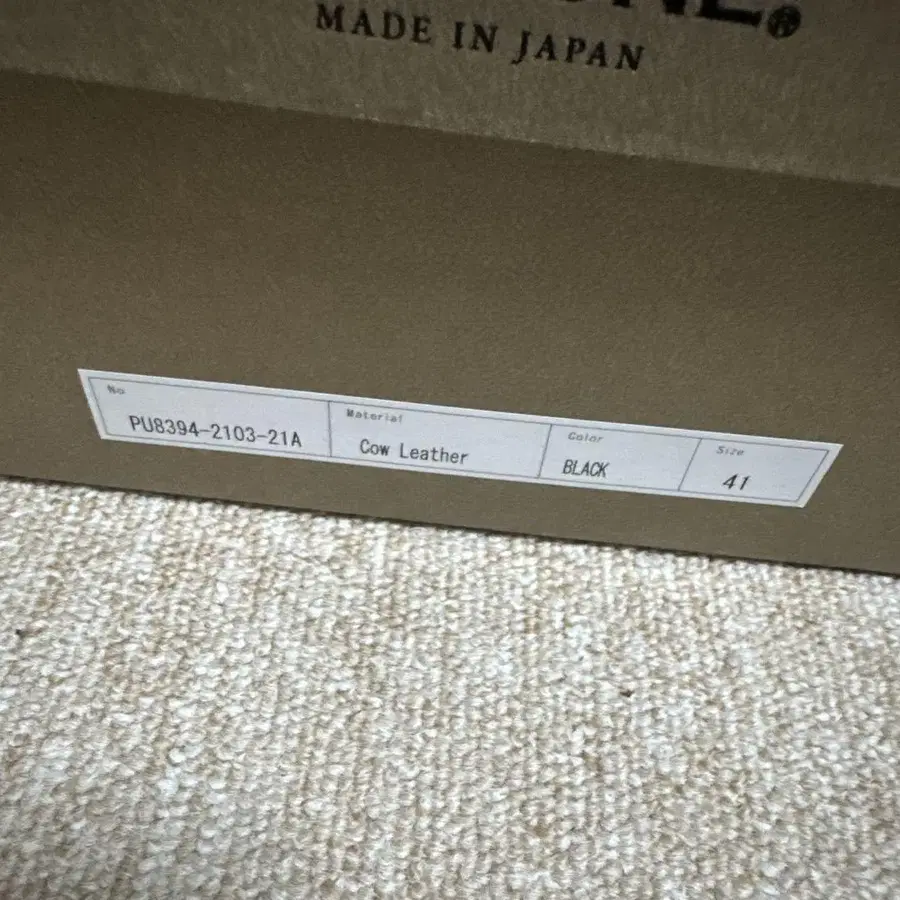 MADE IN JAPAN
No Material Color Size
PU8394-2103-21A Cow Leather BLACK 41